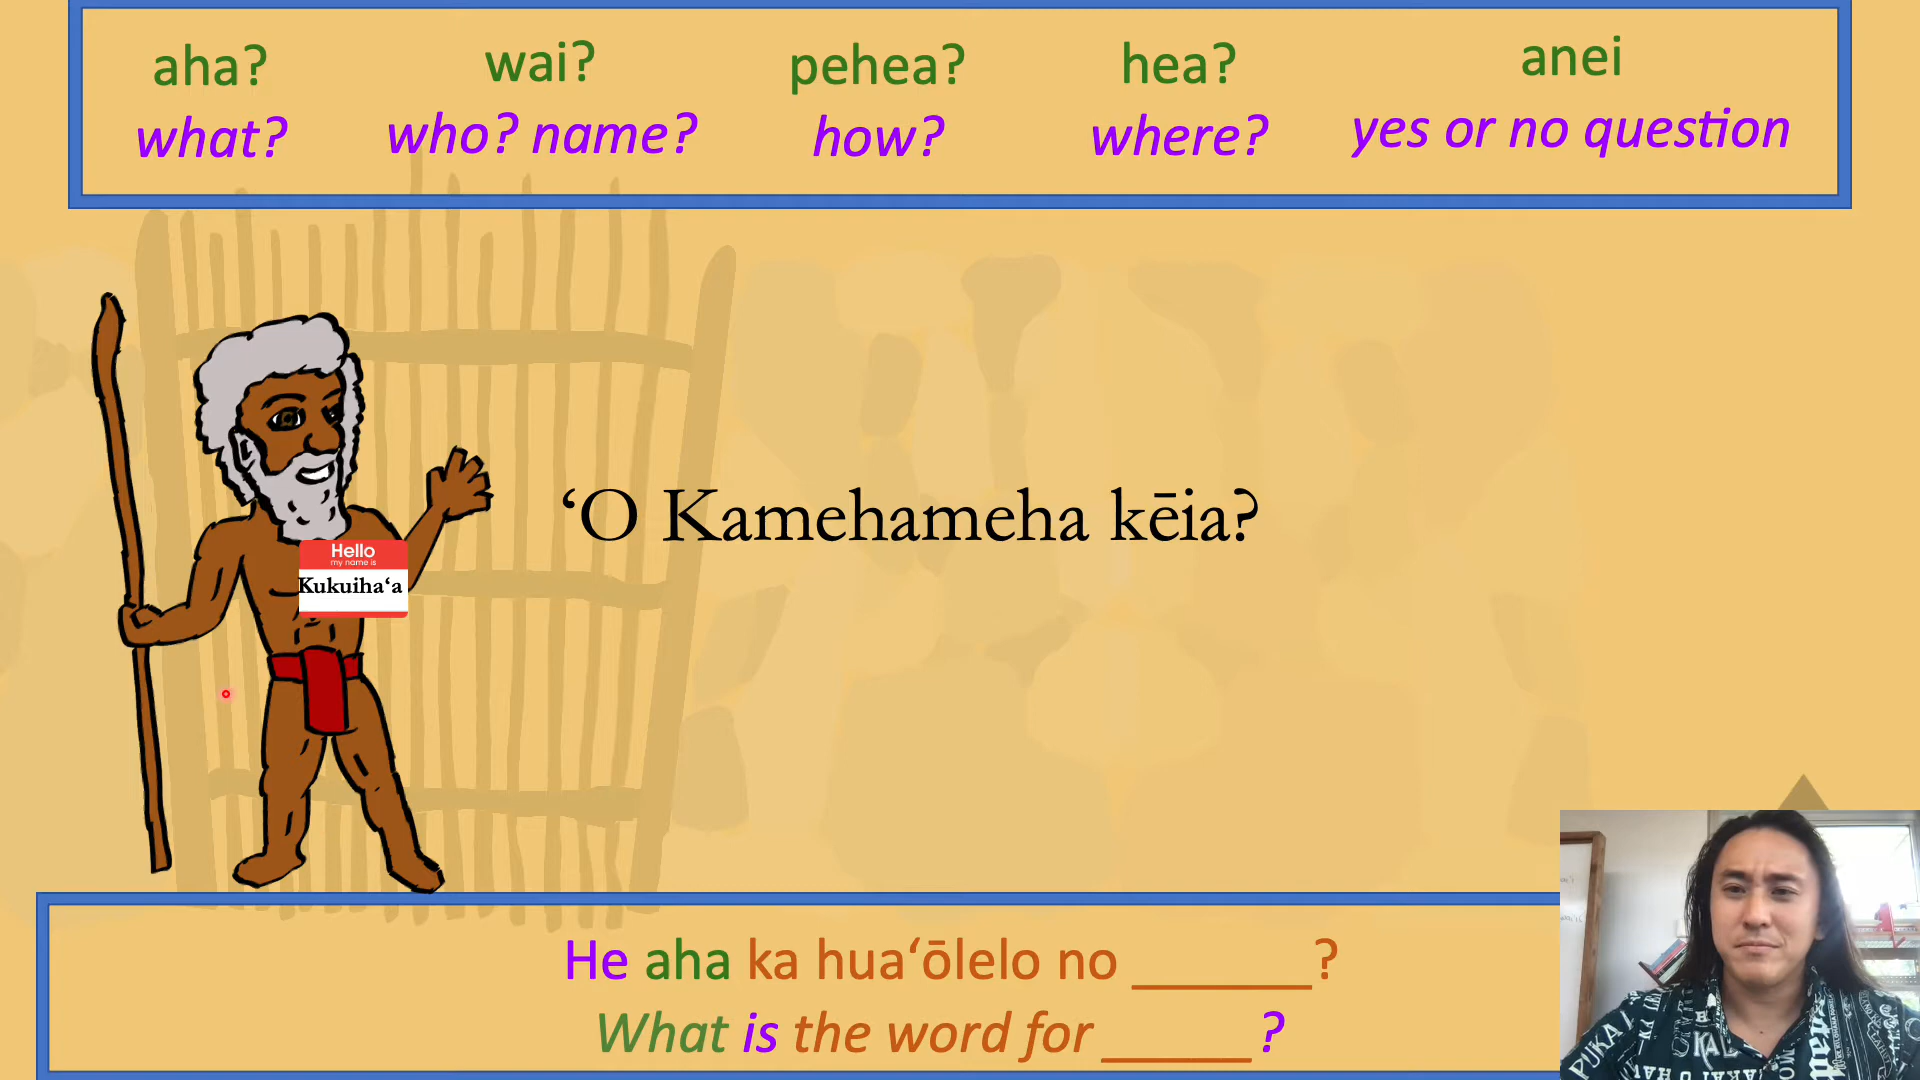 aha? wai? pehea? hea? anei
what? who? name? how? where? yes or no question
ʻO Kamehameha kēia?
Hello
my name is
Kukuihaʻa
He aha ka huaʻōlelo no _______?
What is the word for ______?